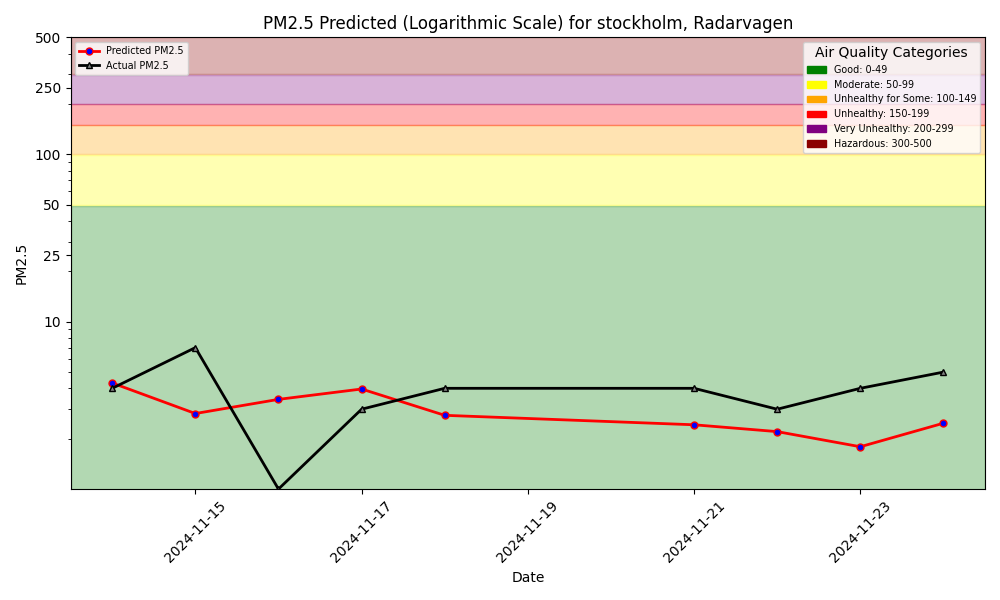 PM2.5 Predicted (Logarithmic Scale) for stockholm, Radarvagen
Predicted PM2.5
Actual PM2.5
Air Quality Categories
Good: 0-49
Moderate: 50-99
Unhealthy for Some: 100-149
Unhealthy: 150-199
Very Unhealthy: 200-299
Hazardous: 300-500
500
250
100
50
25
10
PM2.5
2024-11-15
2024-11-17
2024-11-19
2024-11-21
2024-11-23
Date